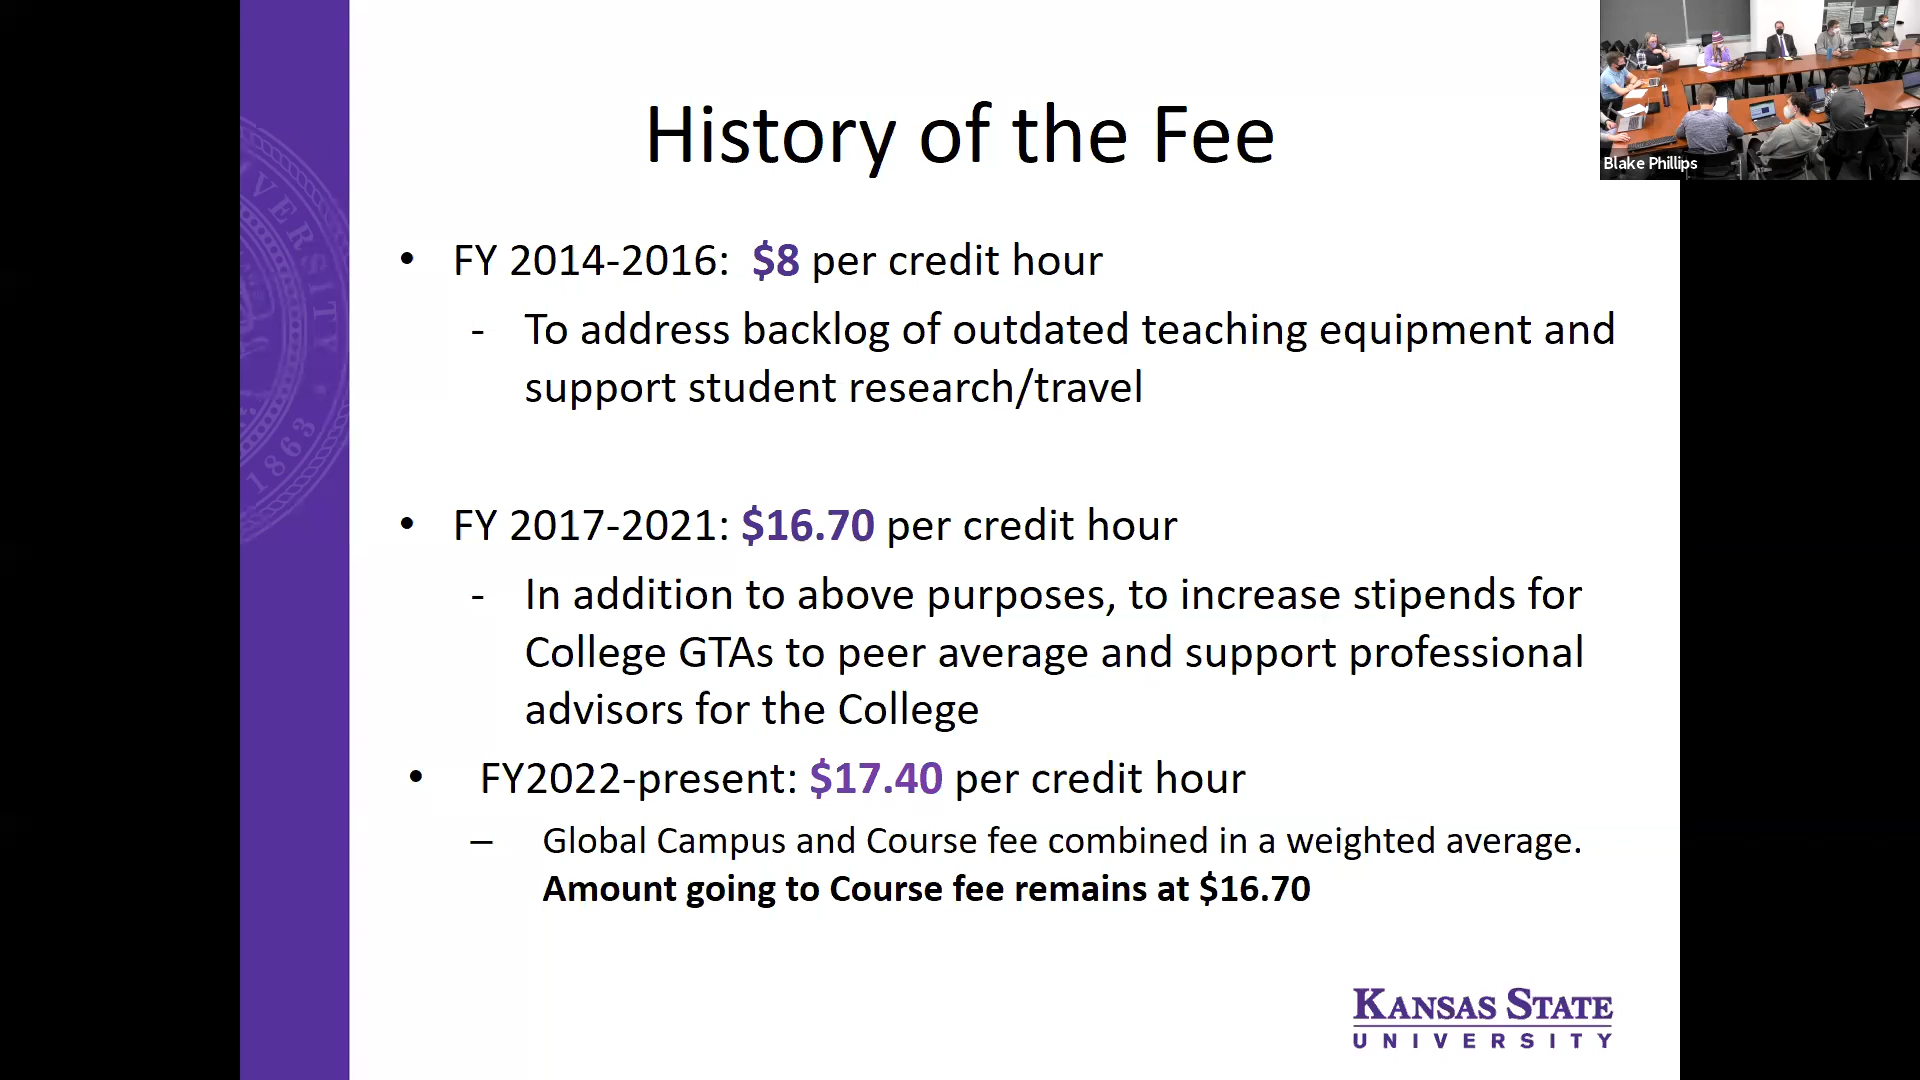 History of the Fee
Blake Phillips
• FY 2014-2016: $8 per credit hour
- To address backlog of outdated teaching equipment and
support student research/travel
• FY 2017-2021: $16.70 per credit hour
- In addition to above purposes, to increase stipends for
College GTAs to peer average and support professional
advisors for the College
• FY2022-present: $17.40 per credit hour
– Global Campus and Course fee combined in a weighted average.
Amount going to Course fee remains at $16.70
KANSAS STATE
UNIVERSITY
VERSITY
1863